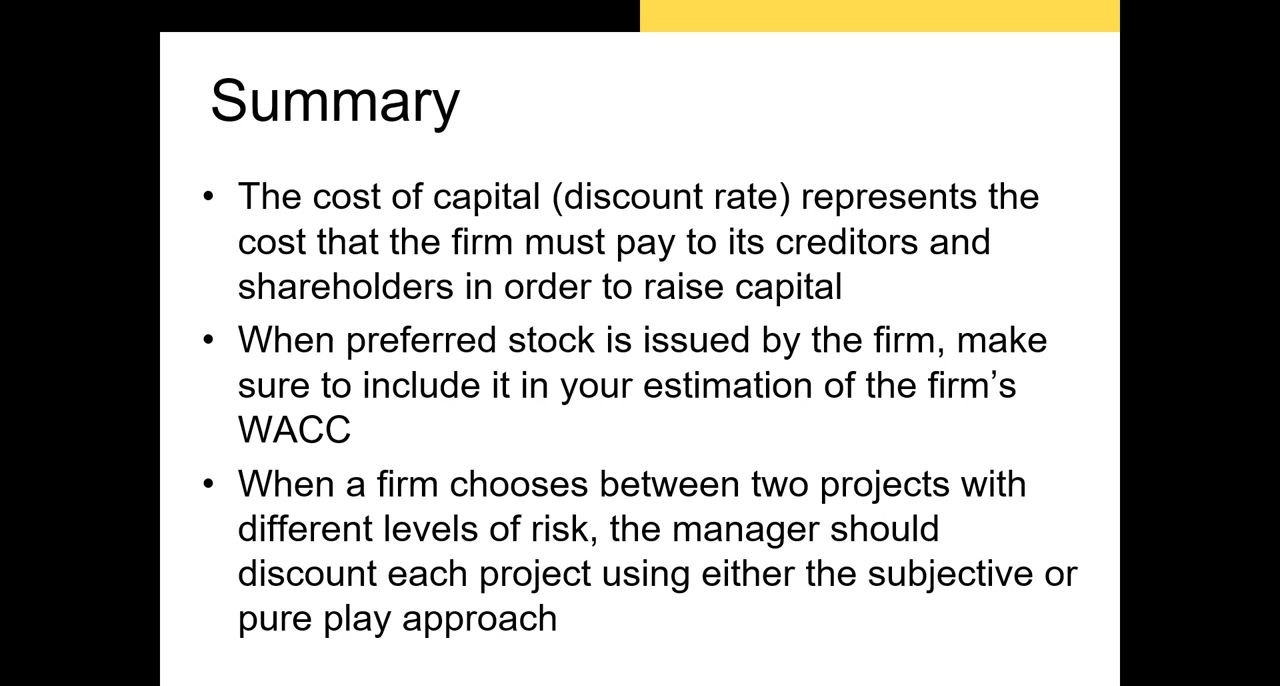 Summary
• The cost of capital (discount rate) represents the
cost that the firm must pay to its creditors and
shareholders in order to raise capital
• When preferred stock is issued by the firm, make
sure to include it in your estimation of the firm’s
WACC
• When a firm chooses between two projects with
different levels of risk, the manager should
discount each project using either the subjective or
pure play approach